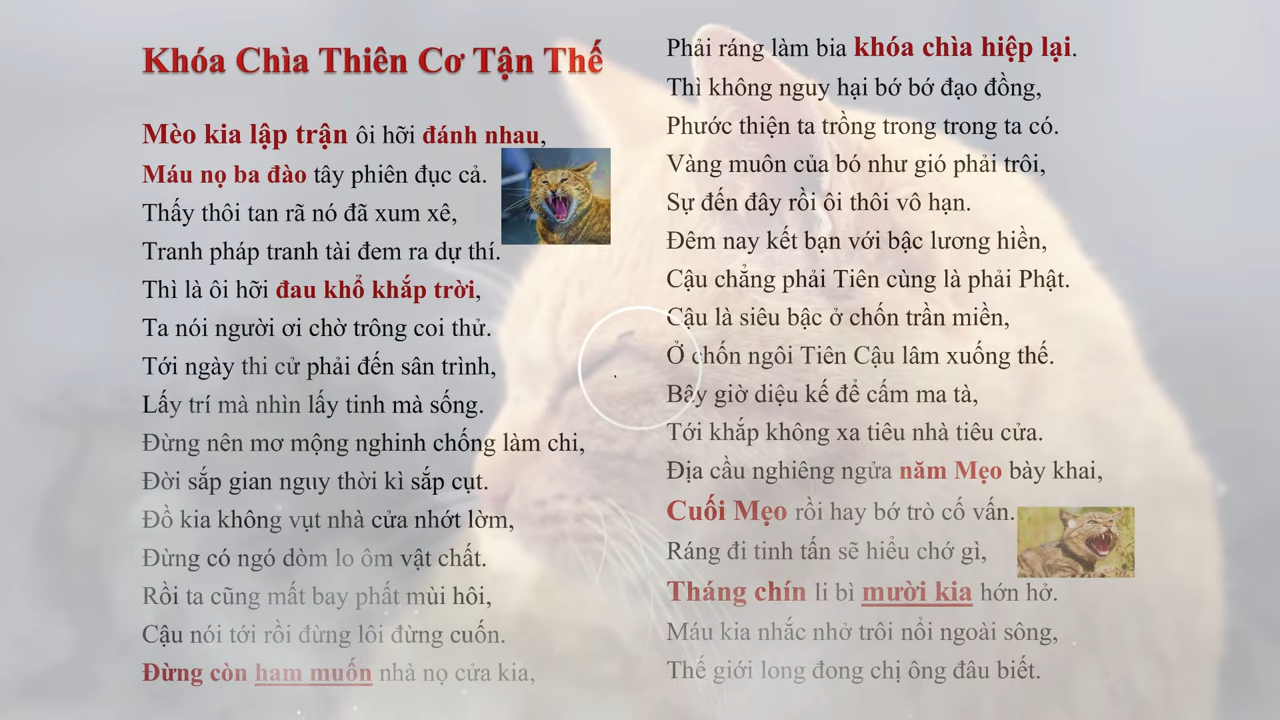 Khóa Chìa Thiên Cơ Tận Thế
Mèo kia lập trận ôi hỡi đánh nhau,
Máu nọ ba đào tây phiên đục cả.
Thấy thôi tan rã nó đã xum xê,
Tranh pháp tranh tài đem ra dự thí.
Thì là ôi hỡi đau khổ khắp trời,
Ta nói người ơi chờ trông coi thử.
Tới ngày thi cử phải đến sân trình,
Lấy trí mà nhìn lấy tinh mà sống.
Đừng nên mơ mộng nghinh chống làm chi,
Đời sắp gian nguy thời kì sắp cụt.
Đồ kia không vụt nhà cửa nhớt lờm,
Đừng có ngó dòm lo ôm vật chất.
Rồi ta cũng mất bay phất mùi hôi,
Cậu nói tới rồi đừng lôi đừng cuốn.
Đừng còn ham muốn nhà nọ cửa kia,
Phải ráng làm bia khóa chìa hiệp lại.
Thì không nguy hại bớ bớ đạo đồng,
Phước thiện ta trồng trong trong ta có.
Vàng muôn của bó như gió phải trôi,
Sự đến đây rồi ôi thôi vô hạn.
Đêm nay kết bạn với bậc lương hiền,
Cậu chẳng phải Tiên cùng là phải Phật.
Cậu là siêu bậc ở chốn trần miền,
Ở chốn ngôi Tiên Cậu lâm xuống thế.
Bây giờ diệu kế để cấm ma tà,
Tới khắp không xa tiêu nhà tiêu cửa.
Địa cầu nghiêng ngửa năm Mẹo bày khai,
Cuối Mẹo rồi hay bớ trò cố vấn.
Ráng đi tinh tấn sẽ hiểu chớ gì,
Tháng chín li bì mười kia hớn hở.
Máu kia nhắc nhở trôi nổi ngoài sông,
Thế giới long đong chị ông đâu biết.